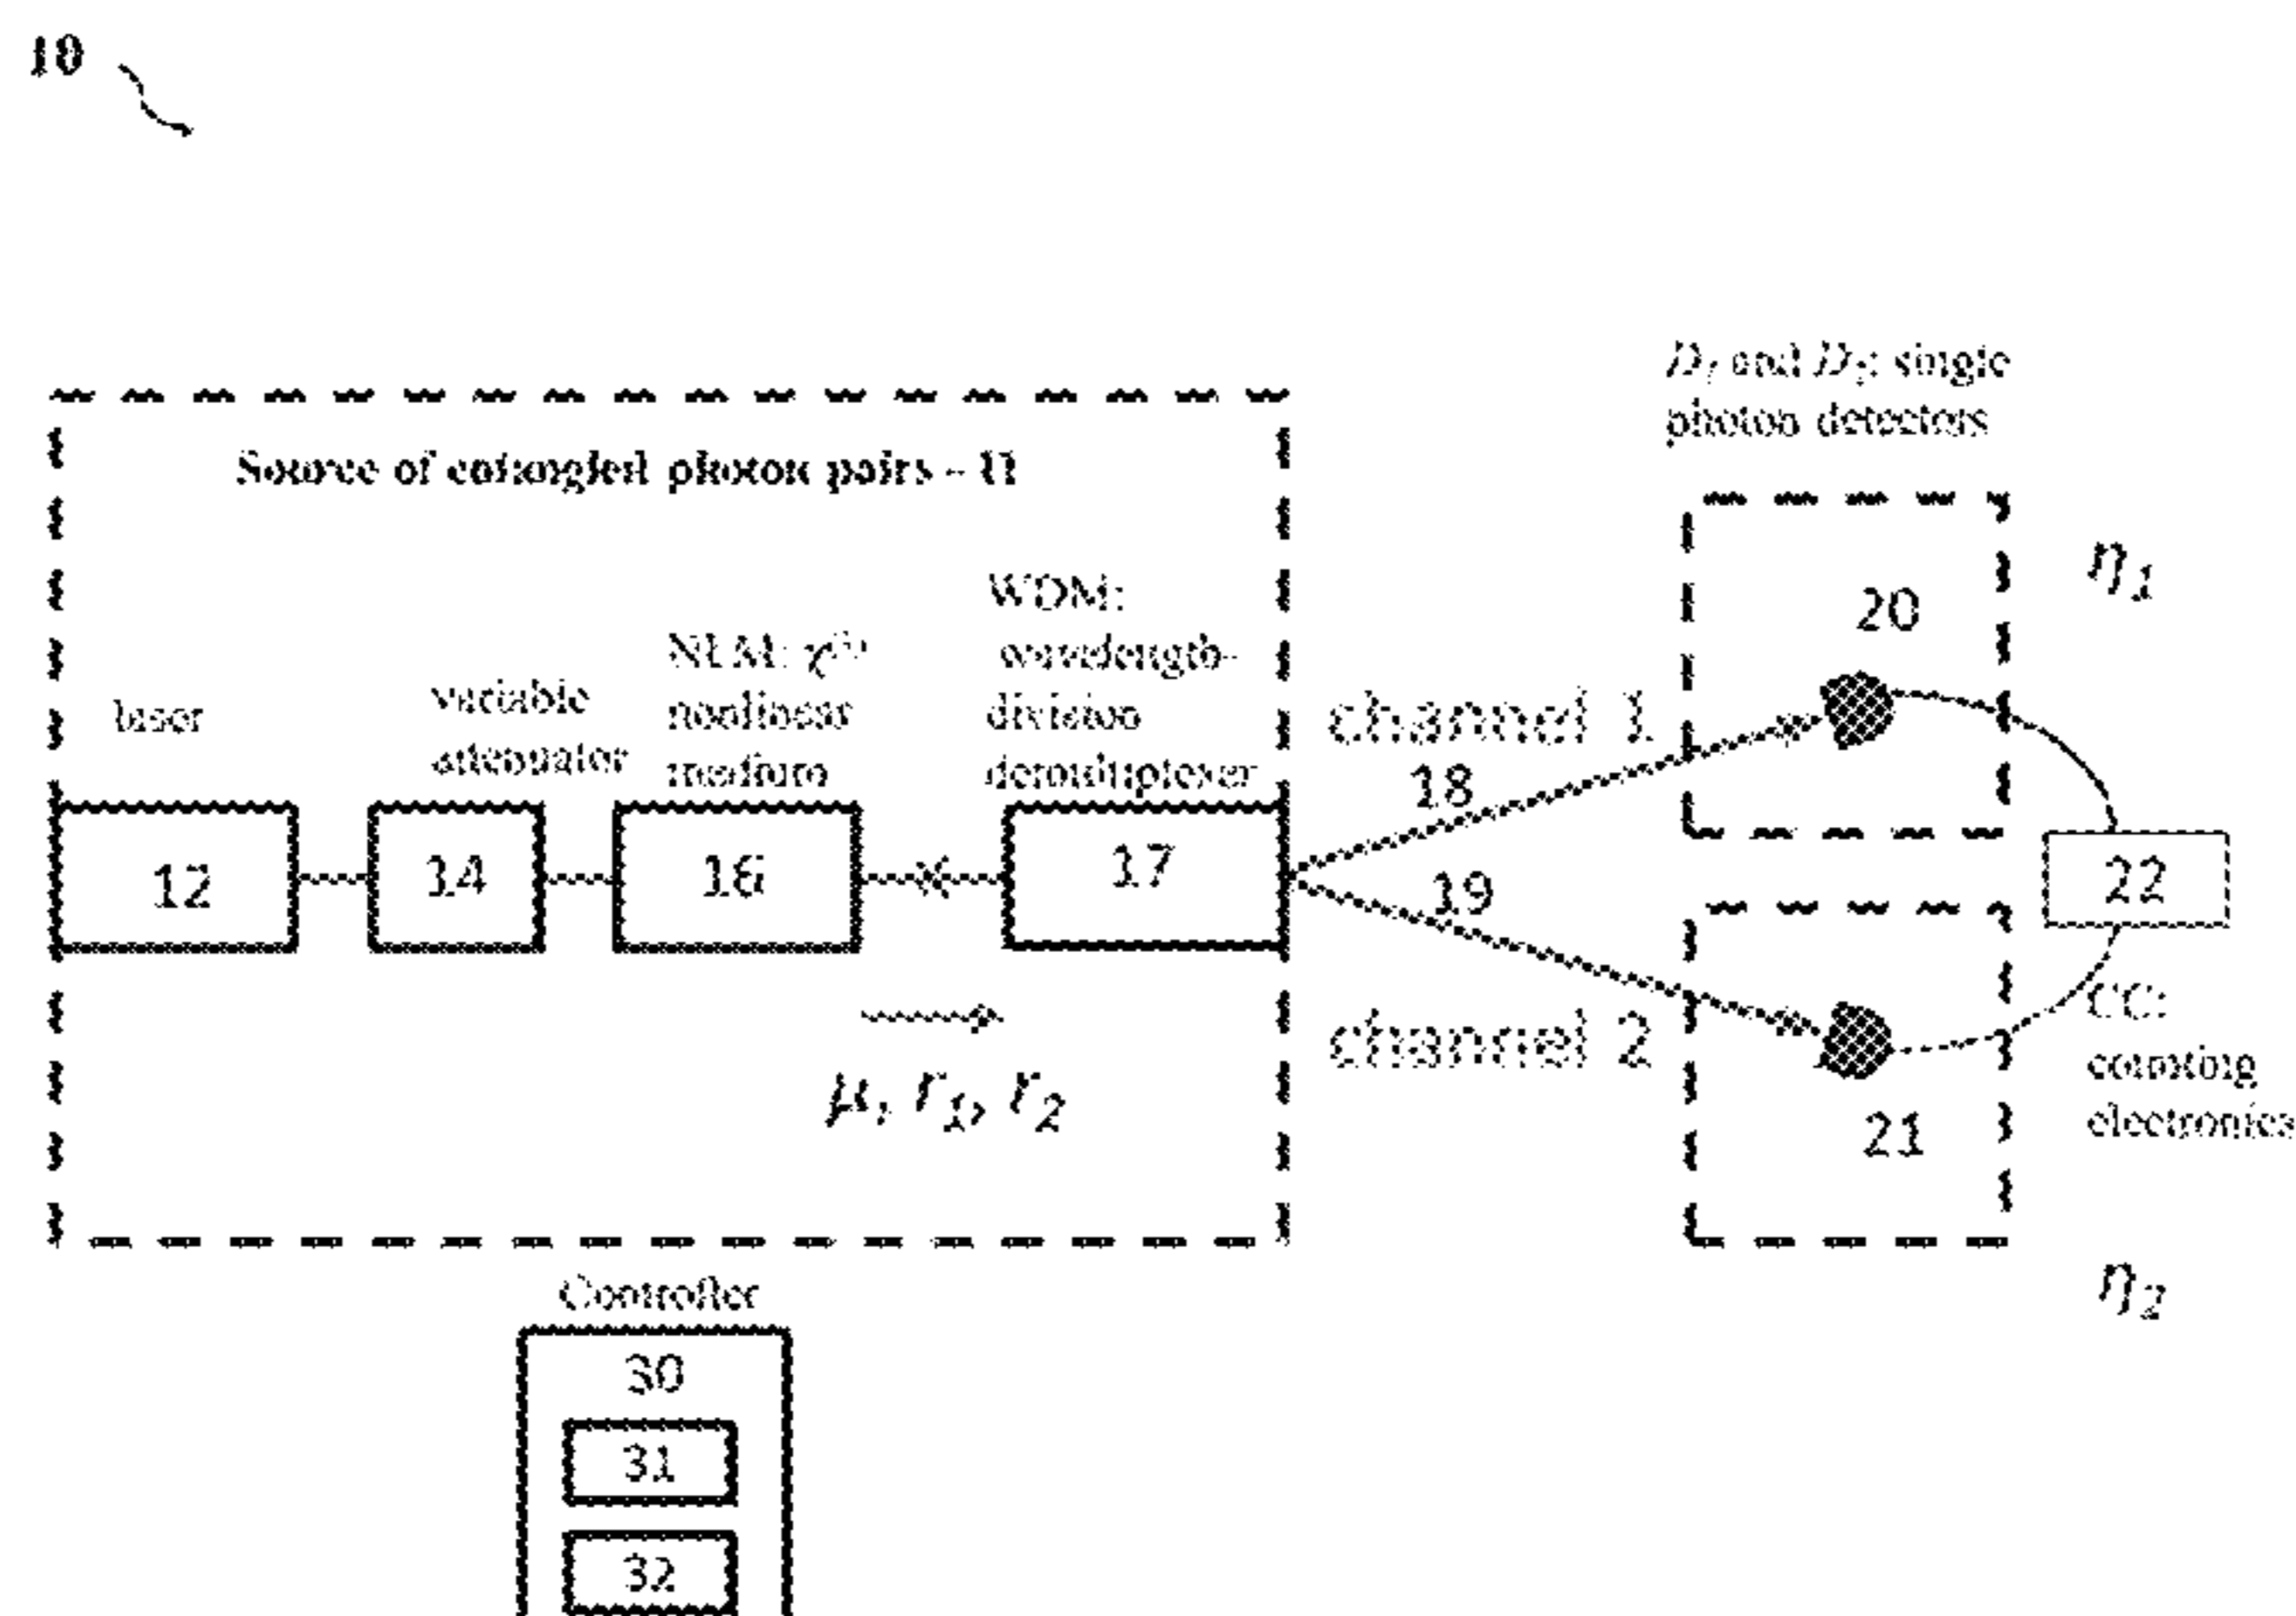 10
D1 and D2: single
photon detectors
Source of entangled photon pairs – 11
η1
WDM:
wavelength-
division
demultiplexer
20
NLM:
nonlinear
medium
variable
attenuator
laser
channel 1
18
12
14
16
17
19
22
channel 2
CC:
counting
electronics
μ, r1, r2
21
η2
Controller
30
31
32